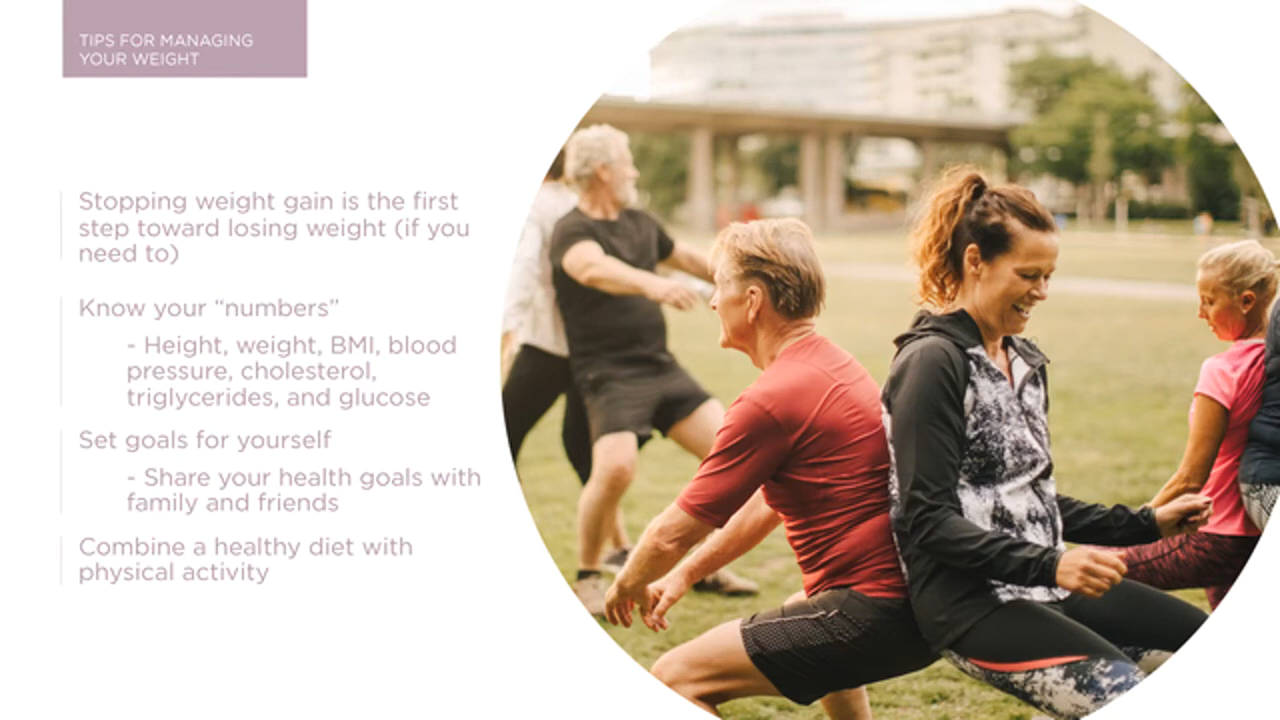 TIPS FOR MANAGING
YOUR WEIGHT
Stopping weight gain is the first
step toward losing weight (if you
need to)
Know your “numbers”
- Height, weight, BMI, blood
pressure, cholesterol,
triglycerides, and glucose
Set goals for yourself
- Share your health goals with
family and friends
Combine a healthy diet with
physical activity